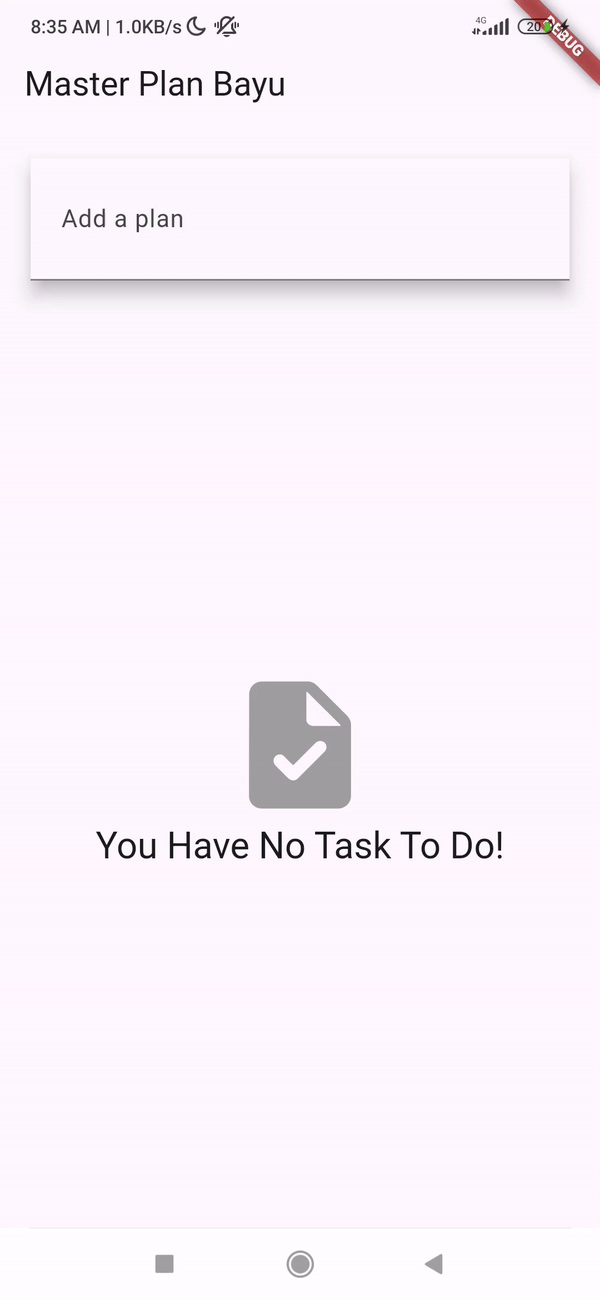 8:35 AM | 1.0KB/s
4G
20
DEBUG
Master Plan Bayu
Add a plan
You Have No Task To Do!